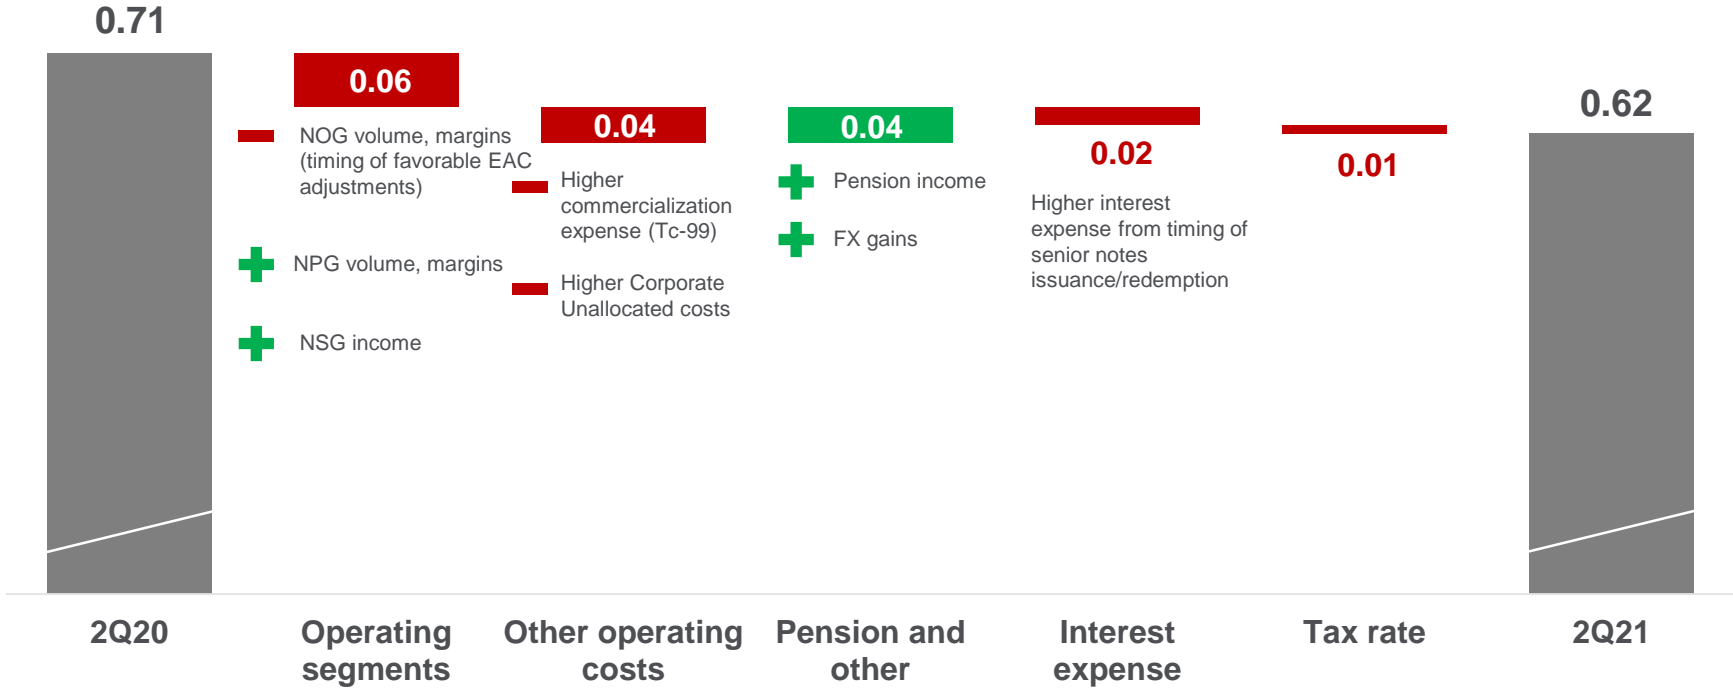 0.71
0.06
NOG volume, margins
(timing of favorable EAC
adjustments)
NPG volume, margins
NSG income
0.04
Higher
commercialization
expense (Tc-99)
Higher Corporate
Unallocated costs
0.04
Pension income
FX gains
0.02
Higher interest
expense from timing of
senior notes
issuance/redemption
0.01
0.62
2Q20
Operating
segments
Other operating
costs
Pension and
other
Interest
expense
Tax rate
2Q21